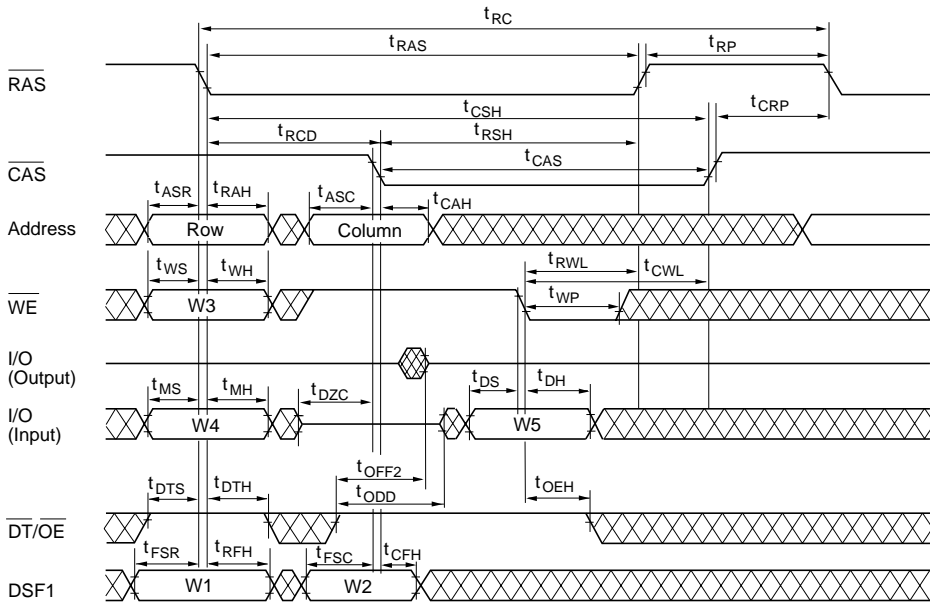 tRC
tRAS tRP
RAS
tCSH tCRP
tRCD tRSH
CAS tCAS
tASR tRAH tASC tCAH
Address Row Column
tWS tWH tRWL tCWL
tWP
WE W3
I/O
(Output)
tMS tMH tDZC tDS tDH
I/O
(Input) W4 W5
tOFF2
tDTS tDTH tODD tOEH
DT/OE
tFSR tRFH tFSC tCFH
DSF1 W1 W2